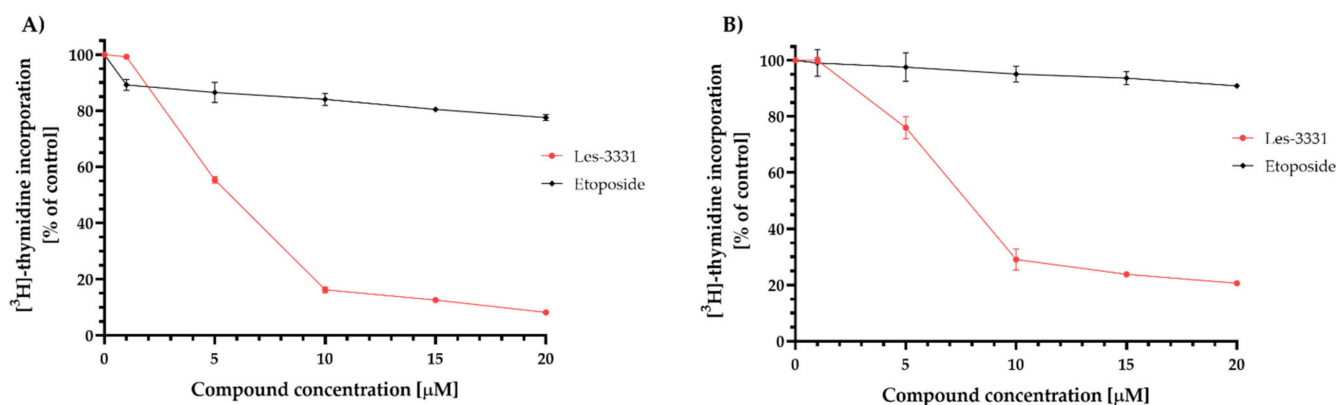 A)
[³H]-thymidine incorporation
[% of control]
100
80
60
40
20
0
0 5 10 15 20
Compound concentration [μM]
Les-3331
Etoposide
B)
[³H]-thymidine incorporation
[% of control]
100
80
60
40
20
0
0 5 10 15 20
Compound concentration [μM]
Les-3331
Etoposide